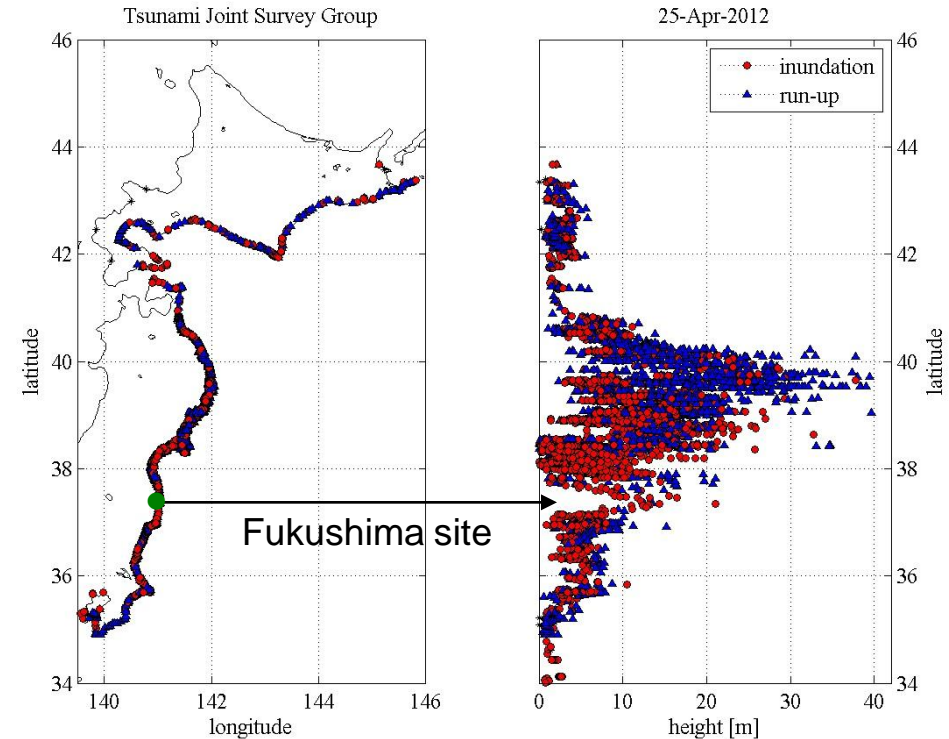 Tsunami Joint Survey Group
25-Apr-2012
46
44
42
40
38
36
34
latitude
140
142
144
146
longitude
Fukushima site
inundation
run-up
46
44
42
40
38
36
34
latitude
0
10
20
30
40
height [m]